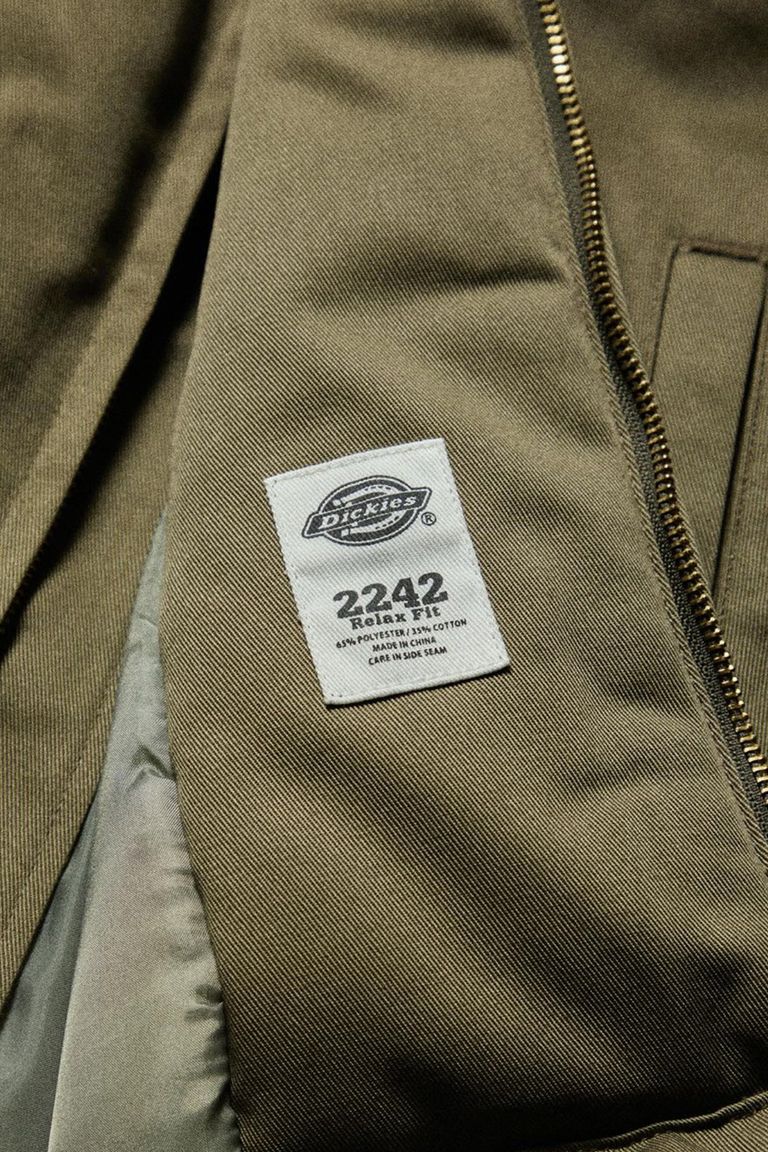 Dickies®
2242
Relax Fit
65% POLYESTER / 35% COTTON
MADE IN CHINA
CARE IN SIDE SEAM